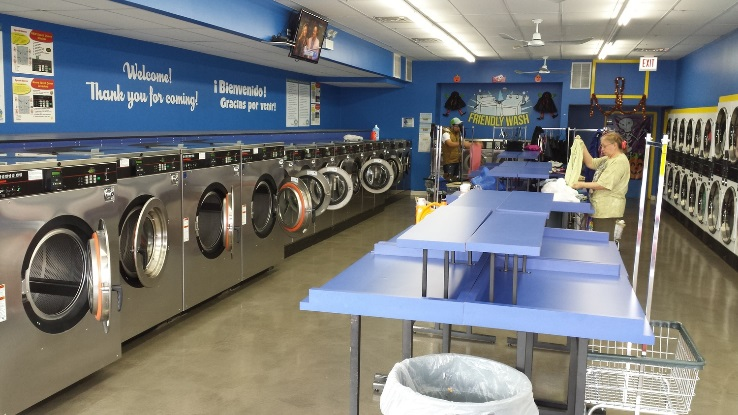 Welcome!
Thank you for coming!
¡Bienvenido!
Gracias por venir!
FRIENDLY WASH
EXIT